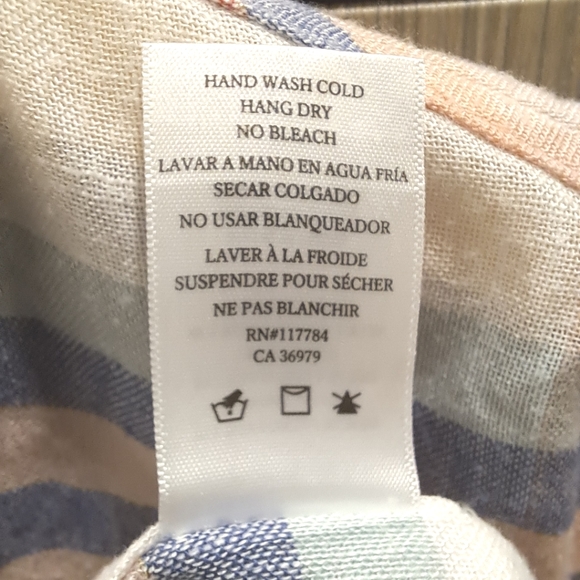 HAND WASH COLD
HANG DRY
NO BLEACH
LAVAR A MANO EN AGUA FRÍA
SECAR COLGADO
NO USAR BLANQUEADOR
LAVER À LA FROIDE
SUSPENDRE POUR SÉCHER
NE PAS BLANCHIR
RN#117784
CA 36979